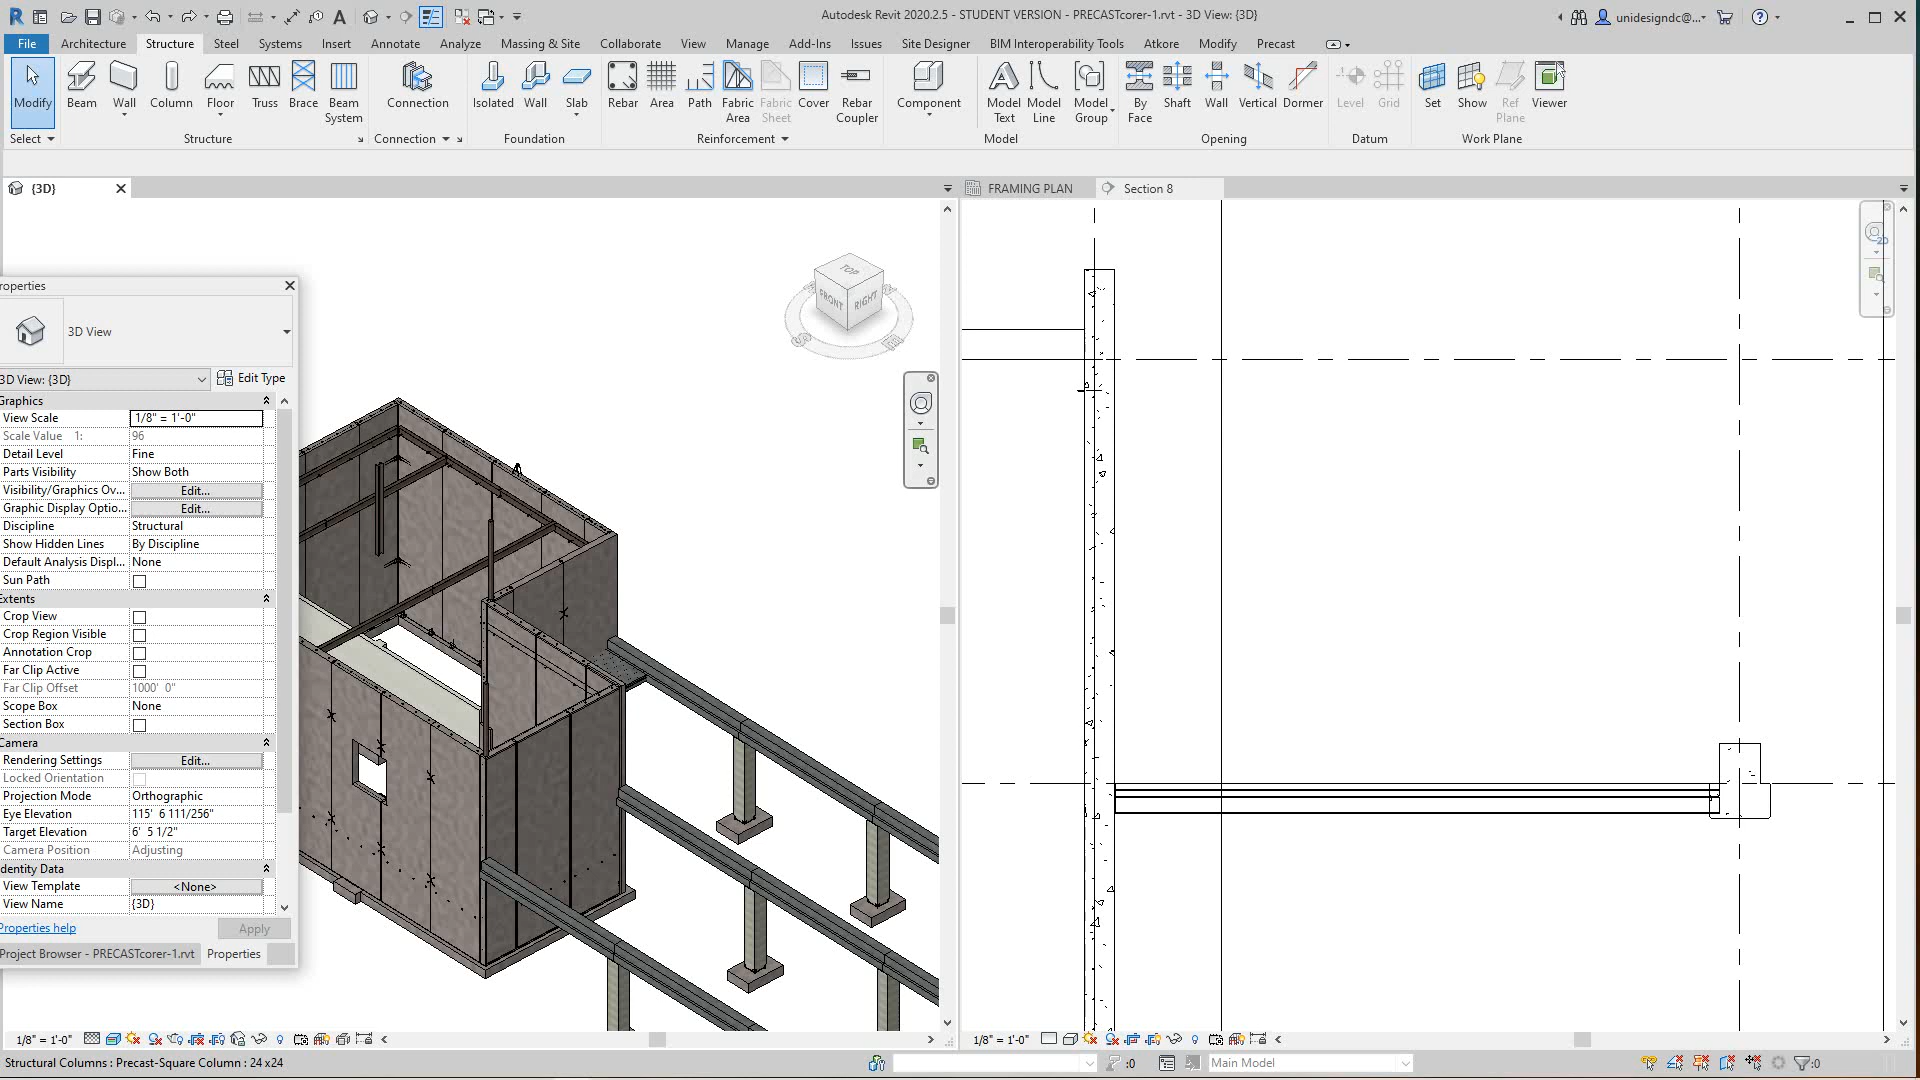 Autodesk Revit 2020.2.5 - STUDENT VERSION - PRECASTcorer-1.rvt - 3D View: {3D}
unidesigndc@...
File Architecture Structure Steel Systems Insert Annotate Analyze Massing & Site Collaborate View Manage Add-Ins Issues Site Designer BIM Interoperability Tools Atkore Modify Precast
Modify Beam Wall Column Floor Truss Brace Beam System Connection Isolated Wall Slab Rebar Area Path Fabric Area Fabric Sheet Cover Rebar Coupler Component Model Text Model Line Model Group By Face Shaft Wall Vertical Dormer Level Grid Set Show Ref Plane Viewer
Select Structure Connection Foundation Reinforcement Model Opening Datum Work Plane
{3D}
FRAMING PLAN
Section 8
roperties
3D View
3D View: {3D}
Edit Type
Graphics
View Scale 1/8" = 1'-0"
Scale Value 1: 96
Detail Level Fine
Parts Visibility Show Both
Visibility/Graphics Ov... Edit...
Graphic Display Optio... Edit...
Discipline Structural
Show Hidden Lines By Discipline
Default Analysis Displ... None
Sun Path
Extents
Crop View
Crop Region Visible
Annotation Crop
Far Clip Active
Far Clip Offset 1000' 0"
Scope Box None
Section Box
Camera
Rendering Settings Edit...
Locked Orientation
Projection Mode Orthographic
Eye Elevation 115' 6 111/256"
Target Elevation 6' 5 1/2"
Camera Position Adjusting
Identity Data
View Template <None>
View Name {3D}
Properties help
Apply
Project Browser - PRECASTcorer-1.rvt
Properties
TOP
FRONT
RIGHT
1/8" = 1'-0"
1/8" = 1'-0"
Structural Columns : Precast-Square Column : 24 x24
:0
Main Model
:0